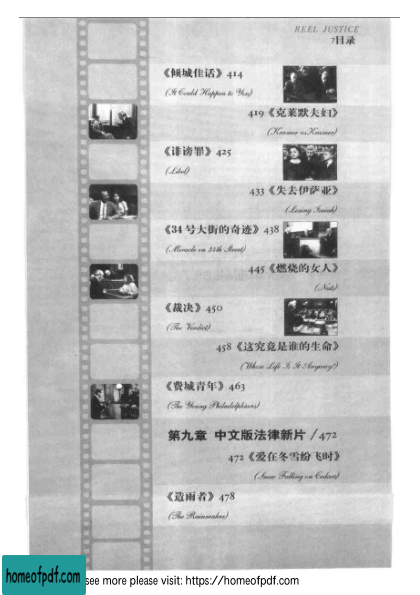 REEL JUSTICE
7目录
《倾城佳话》414
(It Could Happen to You)
419《克莱默夫妇》
(Kramer vs Kramer)
《诽谤罪》425
(Libel)
433《失去伊萨亚》
(Losing Isaiah)
《34号大街的奇迹》438
(Miracle on 34th Street)
445《燃烧的女人》
(Nuts)
《裁决》450
(The Verdict)
458《这究竟是谁的生命》
(Whose Life Is It Anyway?)
《费城青年》463
(The Young Philadelphians)
第九章 中文版法律新片 /472
472《爱在冬雪纷飞时》
(Snow Falling on Cedars)
《造雨者》478
(The Rainmaker)
homeofpdf.com see more please visit: https://homeofpdf.com